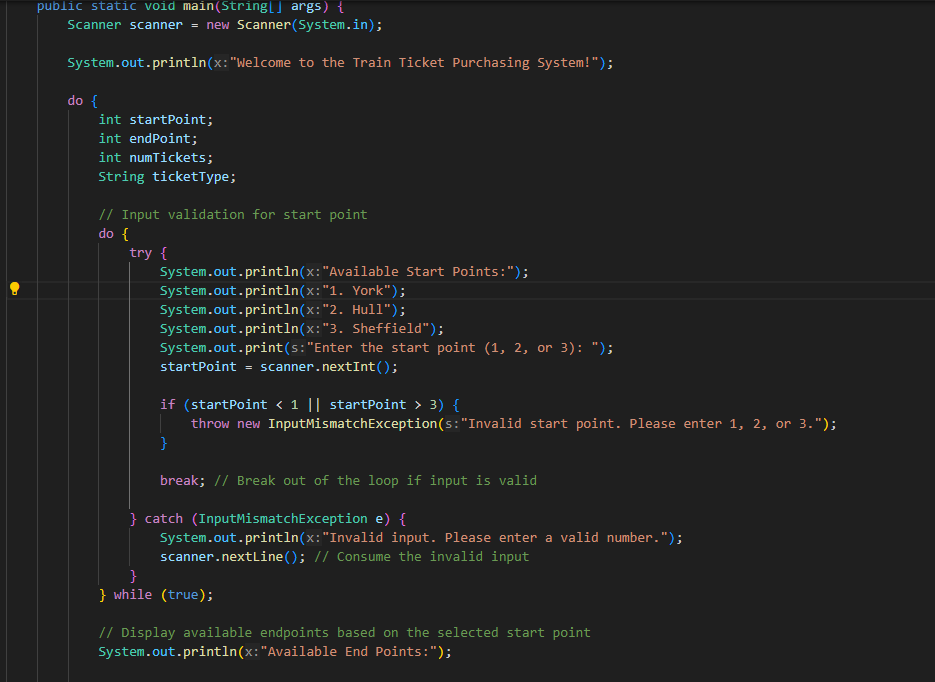 public static void main(String[] args) {
Scanner scanner = new Scanner(System.in);
System.out.println(x:"Welcome to the Train Ticket Purchasing System!");
do {
int startPoint;
int endPoint;
int numTickets;
String ticketType;
// Input validation for start point
do {
try {
System.out.println(x:"Available Start Points:");
System.out.println(x:"1. York");
System.out.println(x:"2. Hull");
System.out.println(x:"3. Sheffield");
System.out.print(s:"Enter the start point (1, 2, or 3): ");
startPoint = scanner.nextInt();
if (startPoint < 1 || startPoint > 3) {
throw new InputMismatchException(s:"Invalid start point. Please enter 1, 2, or 3.");
}
break; // Break out of the loop if input is valid
} catch (InputMismatchException e) {
System.out.println(x:"Invalid input. Please enter a valid number.");
scanner.nextLine(); // Consume the invalid input
}
} while (true);
// Display available endpoints based on the selected start point
System.out.println(x:"Available End Points:");